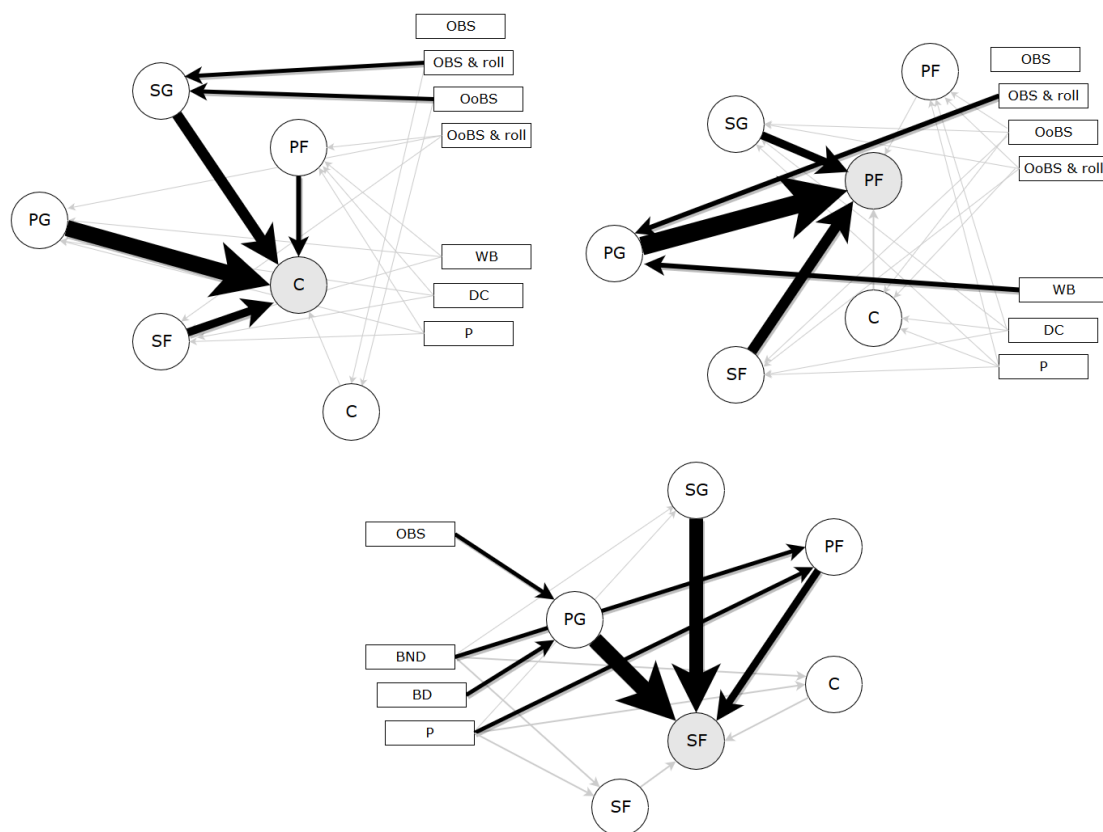 OBS
OBS & roll
SG
OoBS
OoBS & roll
PF
PG
WB
C
DC
SF
P
C
PF
OBS
OBS & roll
SG
OoBS
OoBS & roll
PF
PG
WB
C
DC
SF
P
SG
OBS
PF
PG
BND
C
BD
P
SF
SF